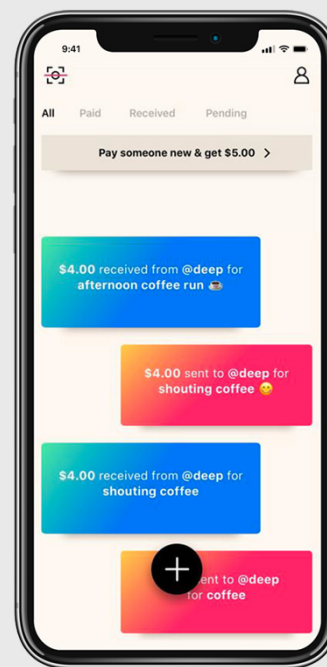 9:41
All Paid Received Pending
Pay someone new & get $5.00 >
$4.00 received from @deep for
afternoon coffee run ☕
$4.00 sent to @deep for
shouting coffee 😋
$4.00 received from @deep for
shouting coffee
to @deep
for coffee